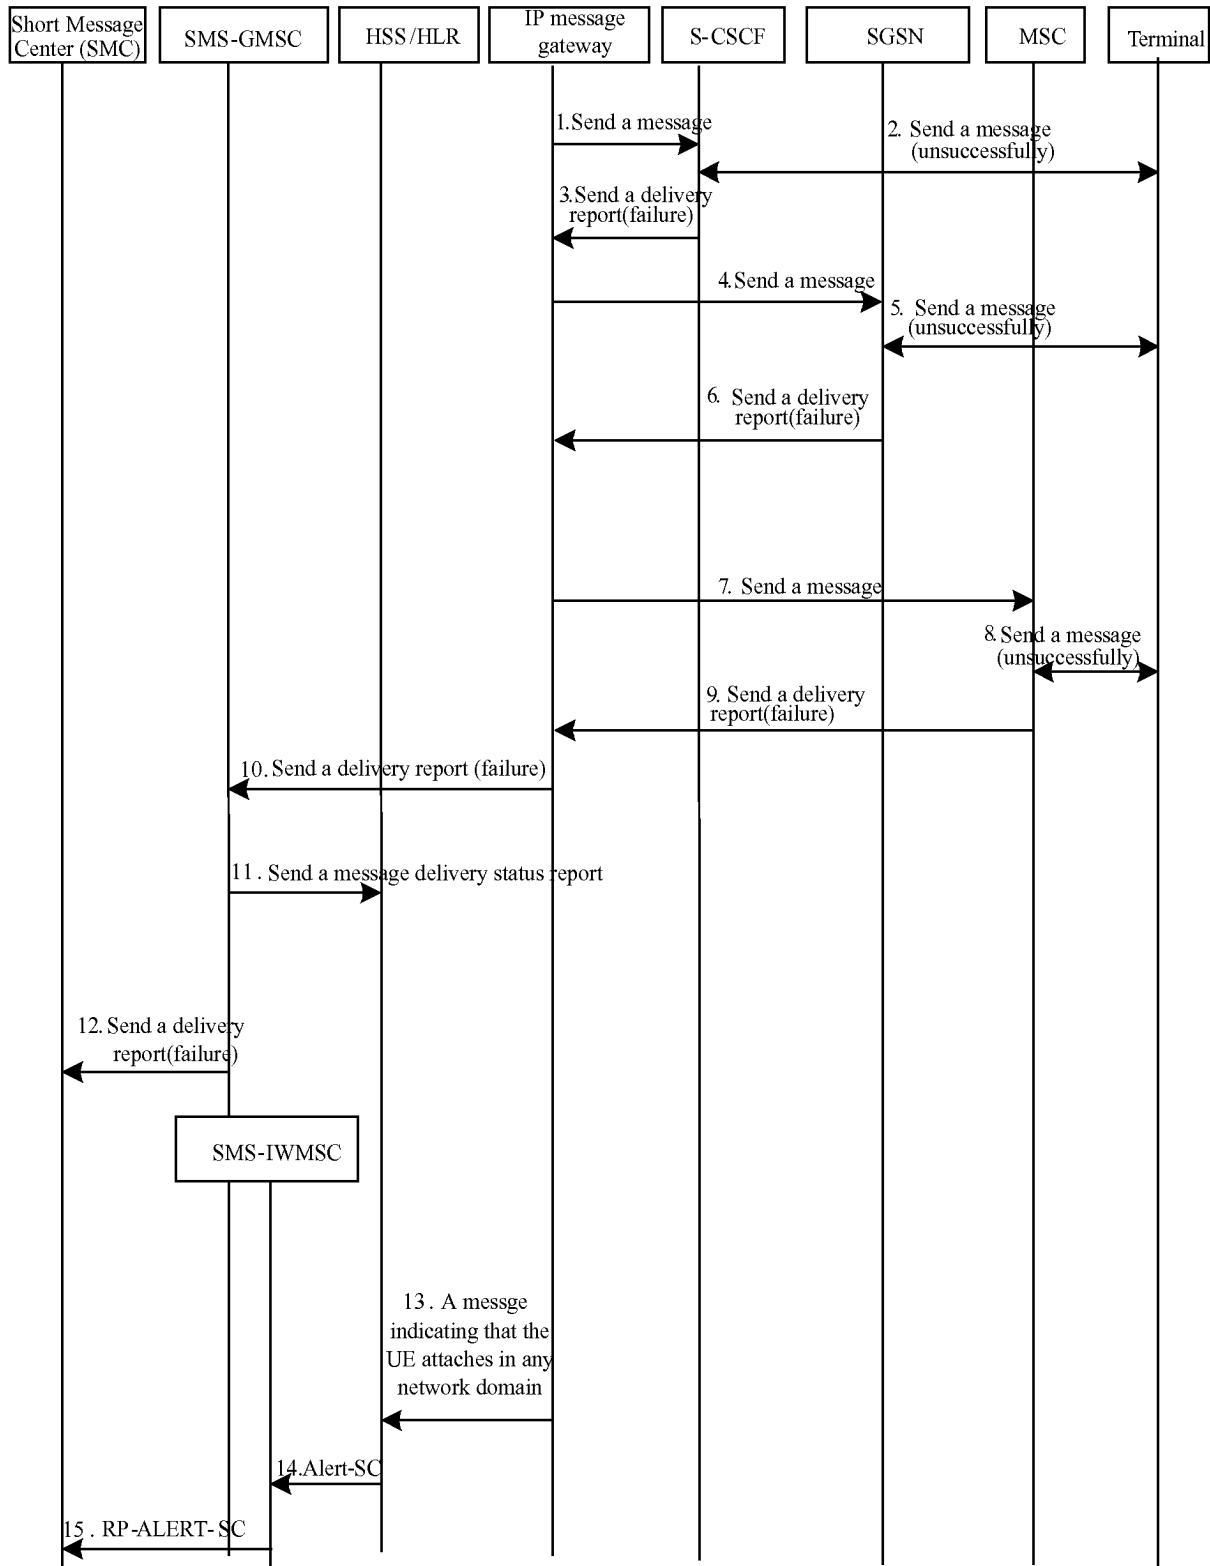 Short Message
Center (SMC)
SMS-GMSC
HSS/HLR
IP message
gateway
S-CSCF
SGSN
MSC
Terminal
1.Send a message
2. Send a message
(unsuccessfully)
3.Send a delivery
report(failure)
4.Send a message
5. Send a message
(unsuccessfully)
6. Send a delivery
report(failure)
7. Send a message
8.Send a message
(unsuccessfully)
9. Send a delivery
report(failure)
10.Send a delivery report (failure)
11. Send a message delivery status report
12.Send a delivery
report(failure)
SMS-IWMSC
13. A messge
indicating that the
UE attaches in any
network domain
14.Alert-SC
15. RP-ALERT-SC